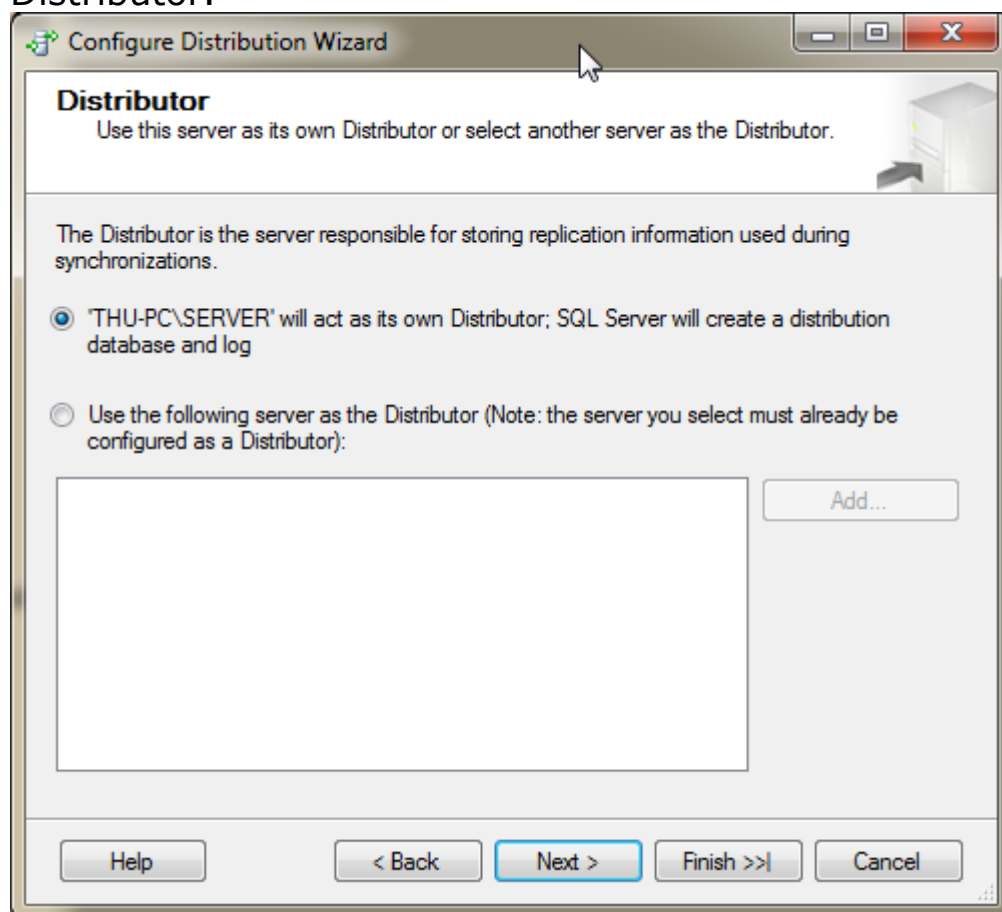 Distributor.
Configure Distribution Wizard
Distributor
Use this server as its own Distributor or select another server as the Distributor.
The Distributor is the server responsible for storing replication information used during
synchronizations.
'THU-PC\SERVER' will act as its own Distributor; SQL Server will create a distribution
database and log
Use the following server as the Distributor (Note: the server you select must already be
configured as a Distributor):
Add...
Help
< Back
Next >
Finish >>|
Cancel